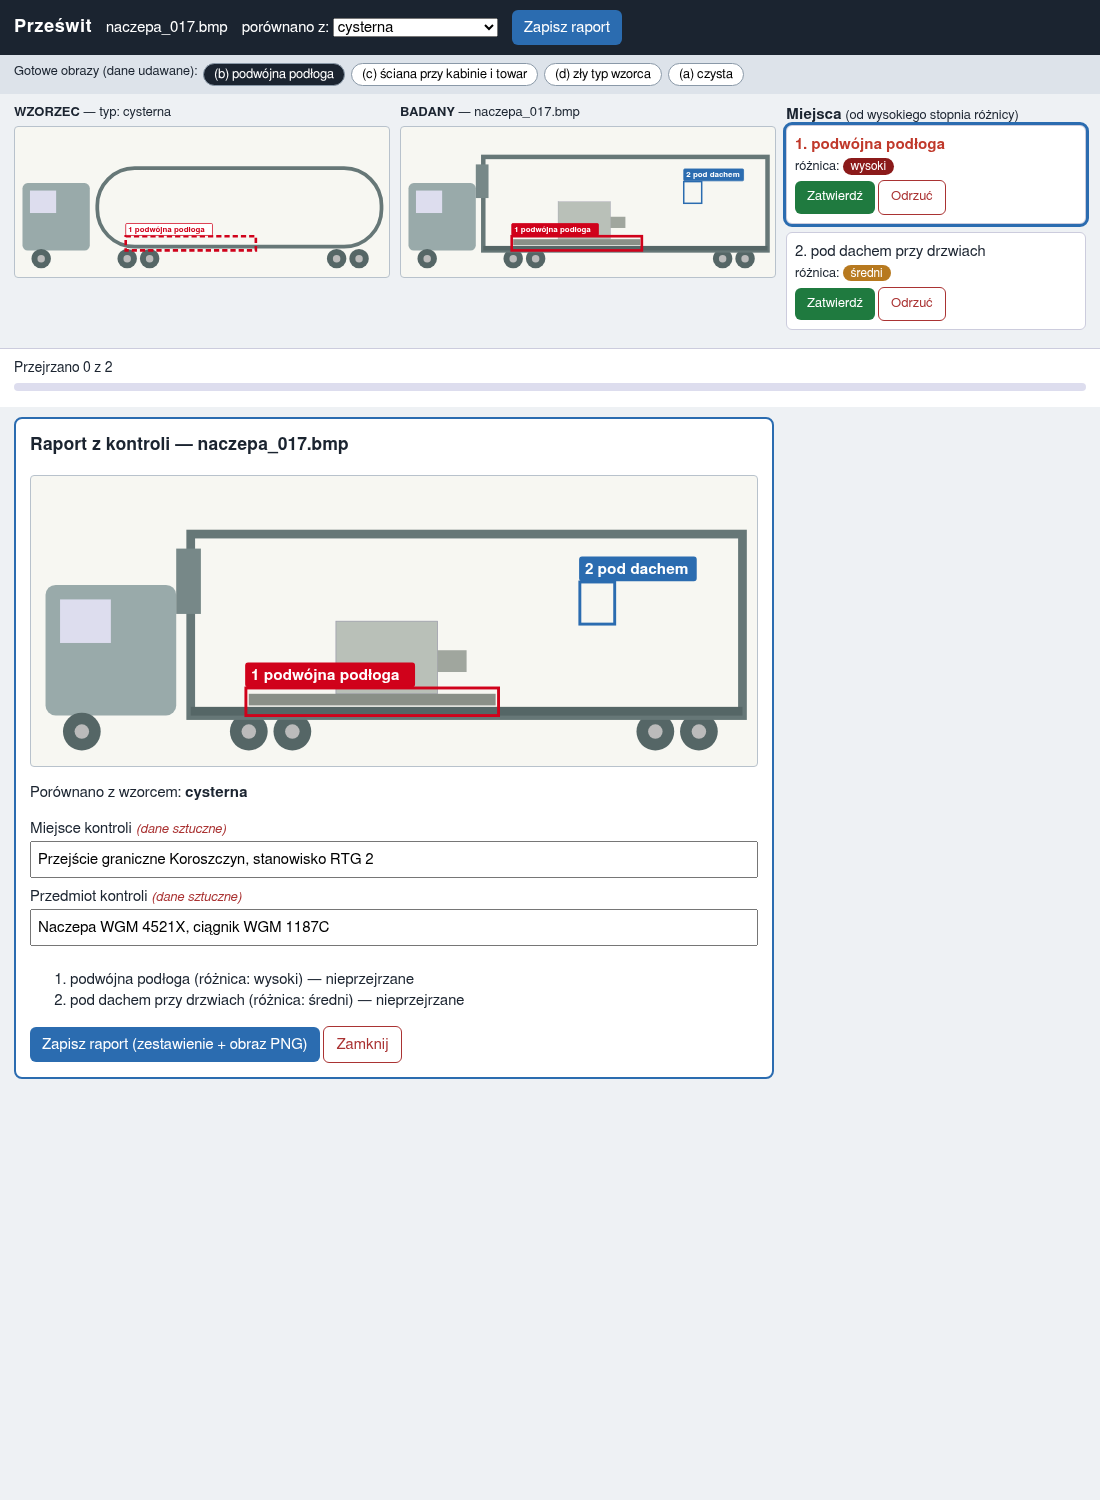 Prześwit naczepa_017.bmp porównano z: cysterna Zapisz raport
Gotowe obrazy (dane udawane): (b) podwójna podłoga (c) ściana przy kabinie i towar (d) zły typ wzorca (a) czysta
WZORZEC — typ: cysterna
1 podwójna podłoga
BADANY — naczepa_017.bmp
2 pod dachem
1 podwójna podłoga
Miejsca (od wysokiego stopnia różnicy)
1. podwójna podłoga
różnica: wysoki
Zatwierdź Odrzuć
2. pod dachem przy drzwiach
różnica: średni
Zatwierdź Odrzuć
Przejrzano 0 z 2
Raport z kontroli — naczepa_017.bmp
2 pod dachem
1 podwójna podłoga
Porównano z wzorcem: cysterna
Miejsce kontroli (dane sztuczne)
Przejście graniczne Koroszczyn, stanowisko RTG 2
Przedmiot kontroli (dane sztuczne)
Naczepa WGM 4521X, ciągnik WGM 1187C
1. podwójna podłoga (różnica: wysoki) — nieprzejrzane
2. pod dachem przy drzwiach (różnica: średni) — nieprzejrzane
Zapisz raport (zestawienie + obraz PNG) Zamknij